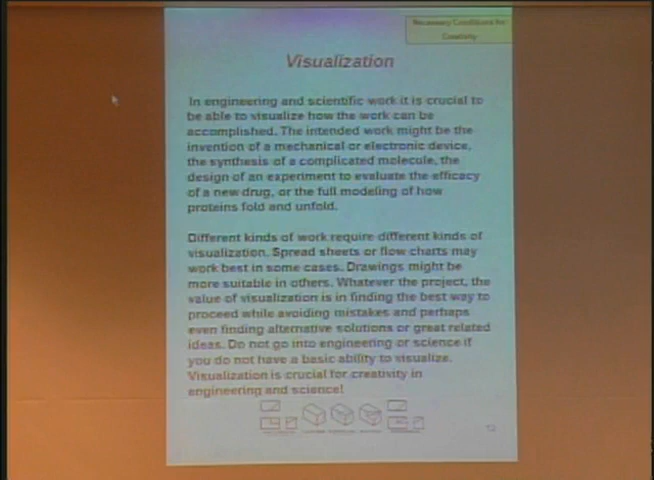 Necessary Conditions for
Creativity
Visualization
In engineering and scientific work it is crucial to
be able to visualize how the work can be
accomplished. The intended work might be the
invention of a mechanical or electronic device,
the synthesis of a complicated molecule, the
design of an experiment to evaluate the efficacy
of a new drug, or the full modeling of how
proteins fold and unfold.
Different kinds of work require different kinds of
visualization. Spread sheets or flow charts may
work best in some cases. Drawings might be
more suitable in others. Whatever the project, the
value of visualization is in finding the best way to
proceed while avoiding mistakes and perhaps
even finding alternative solutions or great related
ideas. Do not go into engineering or science if
you do not have a basic ability to visualize.
Visualization is crucial for creativity in
engineering and science!